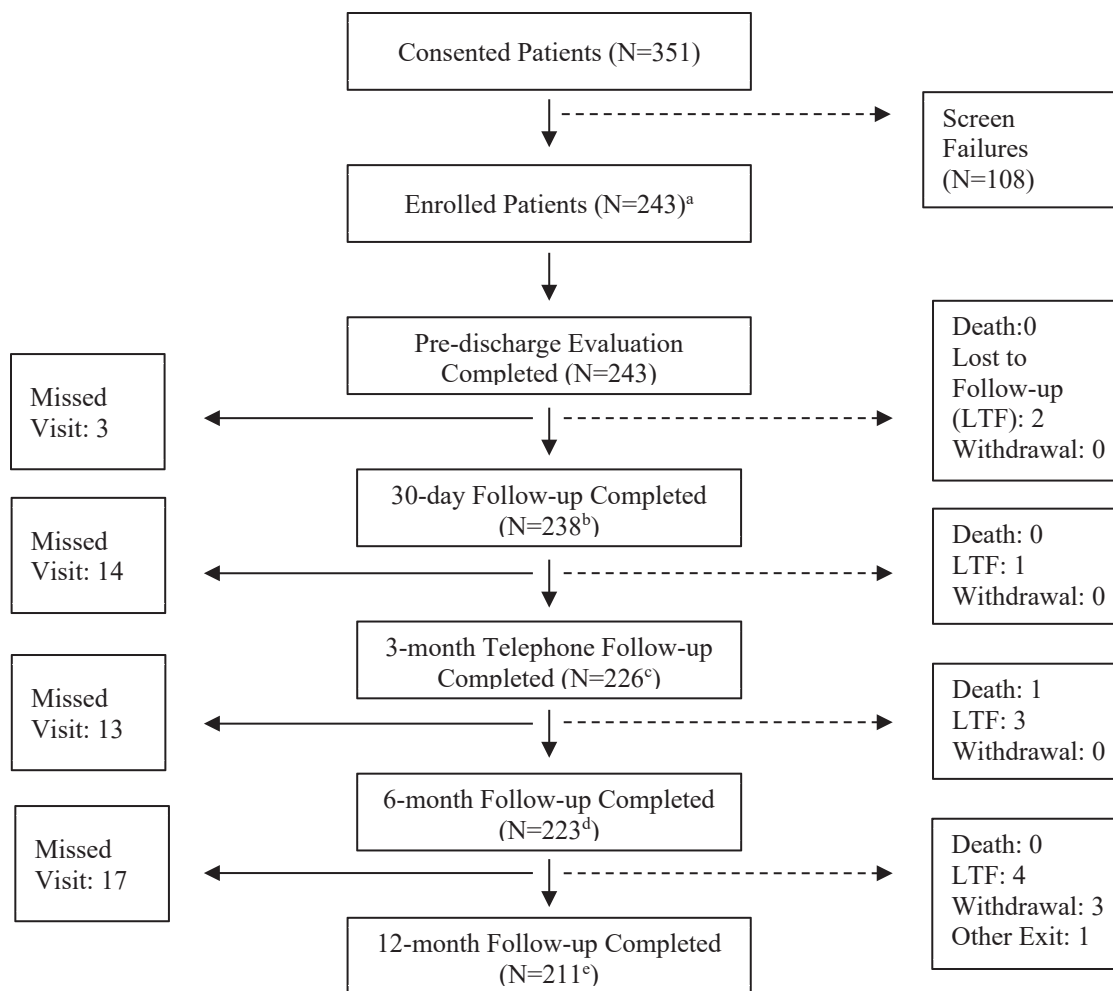 Consented Patients (N=351)
Screen
Failures
(N=108)
Enrolled Patients (N=243)ᵃ
Pre-discharge Evaluation
Completed (N=243)
Death:0
Lost to
Follow-up
(LTF): 2
Withdrawal: 0
Missed
Visit: 3
30-day Follow-up Completed
(N=238ᵇ)
Missed
Visit: 14
Death: 0
LTF: 1
Withdrawal: 0
3-month Telephone Follow-up
Completed (N=226ᶜ)
Missed
Visit: 13
Death: 1
LTF: 3
Withdrawal: 0
6-month Follow-up Completed
(N=223ᵈ)
Missed
Visit: 17
Death: 0
LTF: 4
Withdrawal: 3
Other Exit: 1
12-month Follow-up Completed
(N=211ᵉ)